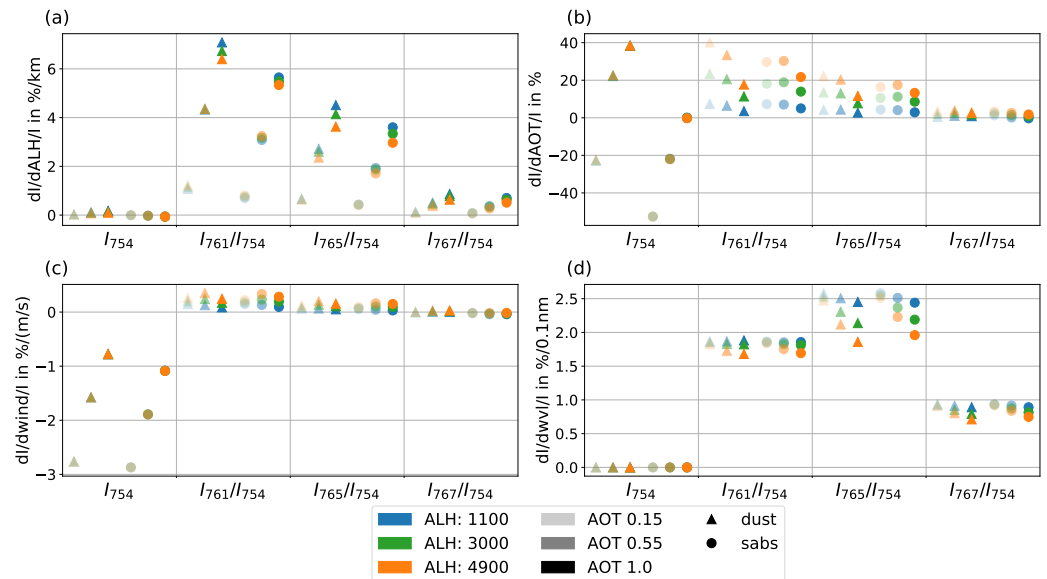 (a)
dI/dALH/I in %/km
6
4
2
0
I754 I761/I754 I765/I754 I767/I754
(b)
dI/dAOT/I in %
40
20
0
−20
−40
I754 I761/I754 I765/I754 I767/I754
(c)
dI/dwind/I in %/(m/s)
0
−1
−2
−3
I754 I761/I754 I765/I754 I767/I754
(d)
dI/dwvl/I in %/0.1nm
2.5
2.0
1.5
1.0
0.5
0.0
I754 I761/I754 I765/I754 I767/I754
ALH: 1100 AOT 0.15 dust
ALH: 3000 AOT 0.55 sabs
ALH: 4900 AOT 1.0